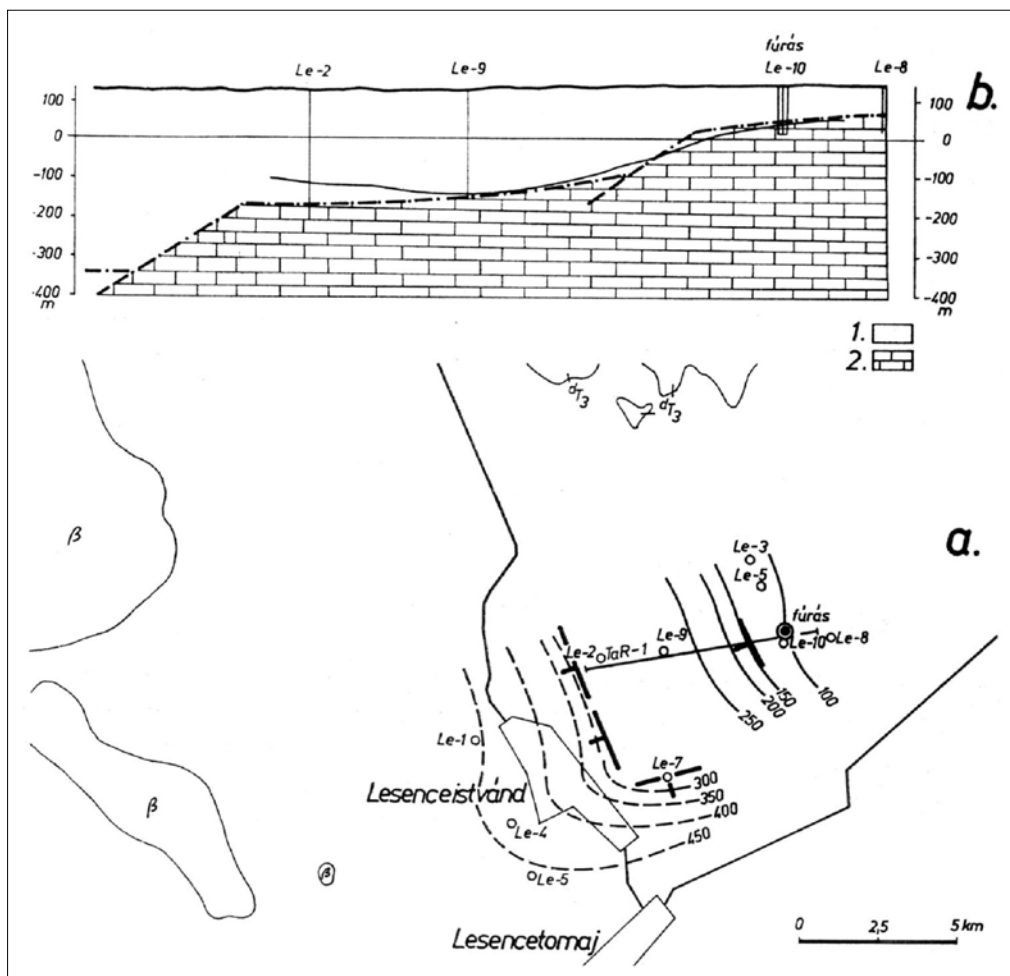 fúrás
Le-2 Le-9 Le-10 Le-8
b.
100 100
0 0
-100 -100
-200 -200
-300 -300
-400 -400
m m
1.
2.
dT3 dT3
β
a.
Le-3
Le-5
fúrás
Le-2 TaR-1 Le-9 Le-10 Le-8
250 200 150 100
Le-1 Le-7
Lesenceistvánd
300
350
400
450
β
Le-4
β Le-5
Lesencetomaj
0 2,5 5 km